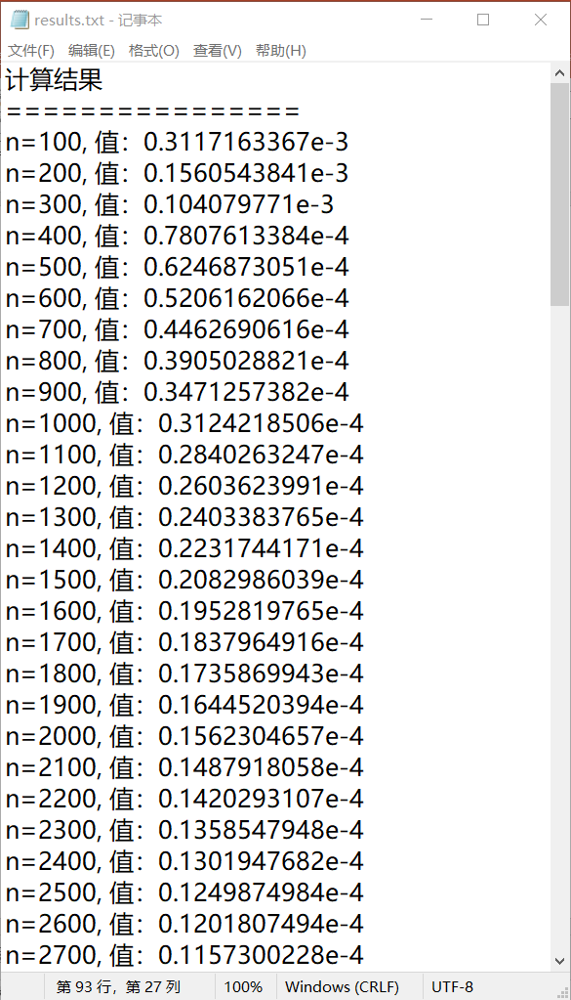 results.txt - 记事本
文件(F) 编辑(E) 格式(O) 查看(V) 帮助(H)
计算结果
================
n=100, 值：0.3117163367e-3
n=200, 值：0.1560543841e-3
n=300, 值：0.104079771e-3
n=400, 值：0.7807613384e-4
n=500, 值：0.6246873051e-4
n=600, 值：0.5206162066e-4
n=700, 值：0.4462690616e-4
n=800, 值：0.3905028821e-4
n=900, 值：0.3471257382e-4
n=1000, 值：0.3124218506e-4
n=1100, 值：0.2840263247e-4
n=1200, 值：0.2603623991e-4
n=1300, 值：0.2403383765e-4
n=1400, 值：0.2231744171e-4
n=1500, 值：0.2082986039e-4
n=1600, 值：0.1952819765e-4
n=1700, 值：0.1837964916e-4
n=1800, 值：0.1735869943e-4
n=1900, 值：0.1644520394e-4
n=2000, 值：0.1562304657e-4
n=2100, 值：0.1487918058e-4
n=2200, 值：0.1420293107e-4
n=2300, 值：0.1358547948e-4
n=2400, 值：0.1301947682e-4
n=2500, 值：0.1249874984e-4
n=2600, 值：0.1201807494e-4
n=2700, 值：0.1157300228e-4
第 93 行，第 27 列 100% Windows (CRLF) UTF-8